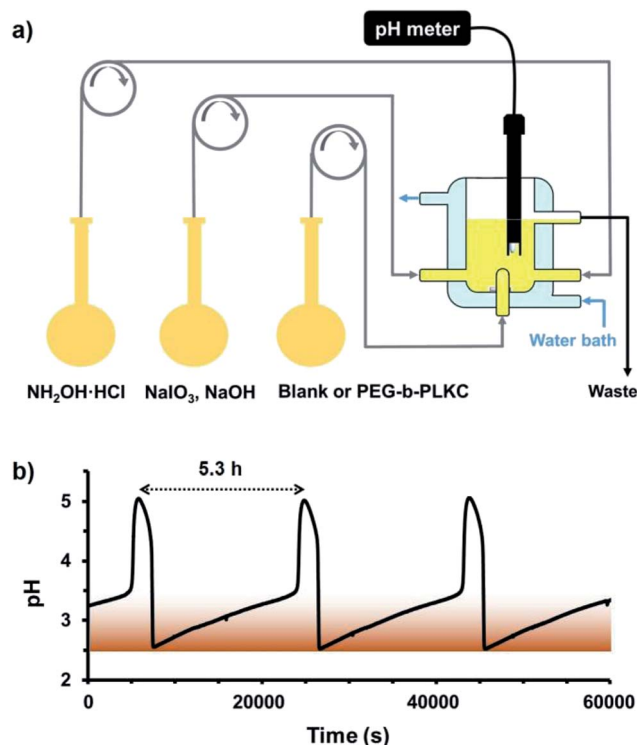 a)
pH meter
Water bath
NH₂OH·HCl
NaIO₃, NaOH
Blank or PEG-b-PLKC
Waste
b)
5.3 h
5
4
3
2
pH
0
20000
40000
60000
Time (s)